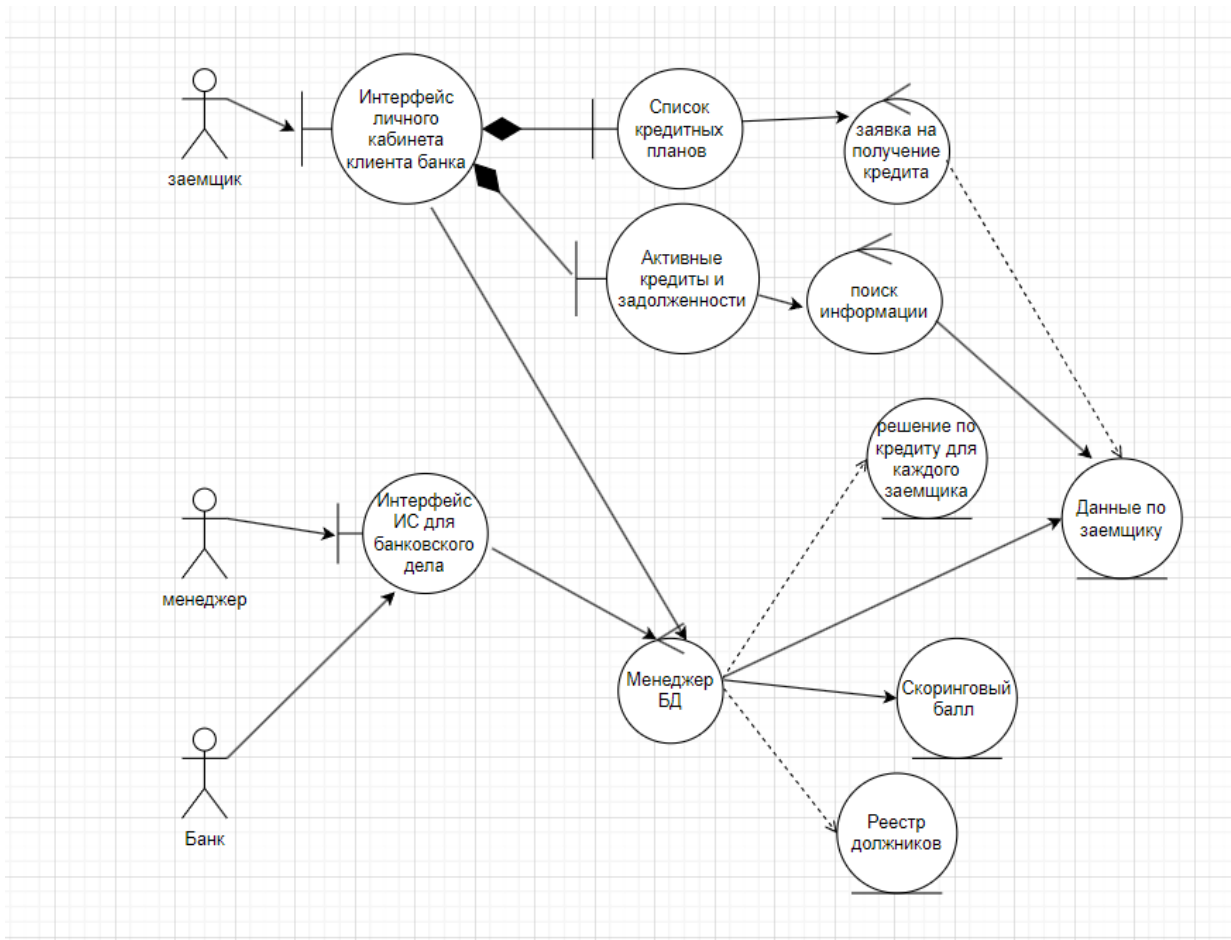 Интерфейс
личного
кабинета
клиента банка
Список
кредитных
планов
заявка на
получение
кредита
заемщик
Активные
кредиты и
задолженности
поиск
информации
решение по
кредиту для
каждого
заемщика
Интерфейс
ИС для
банковского
дела
Данные по
заемщику
менеджер
Менеджер
БД
Скоринговый
балл
Банк
Реестр
должников